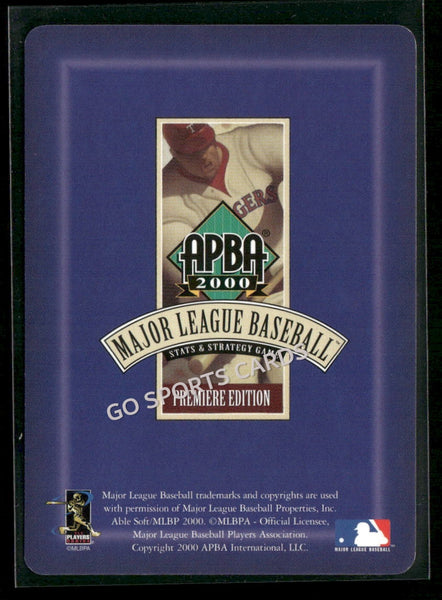 T
GERS
APBA®
2000
MAJOR LEAGUE BASEBALL™
STATS & STRATEGY GAME
GO SPORTS CARDS
PREMIERE EDITION
Major League Baseball trademarks and copyrights are used
with permission of Major League Baseball Properties, Inc.
Able Soft/MLBP 2000. ©MLBPA - Official Licensee,
Major League Baseball Players Association.
Copyright 2000 APBA International, LLC.
PLAYERS
CHOICE
©MLBPA
MAJOR LEAGUE BASEBALL